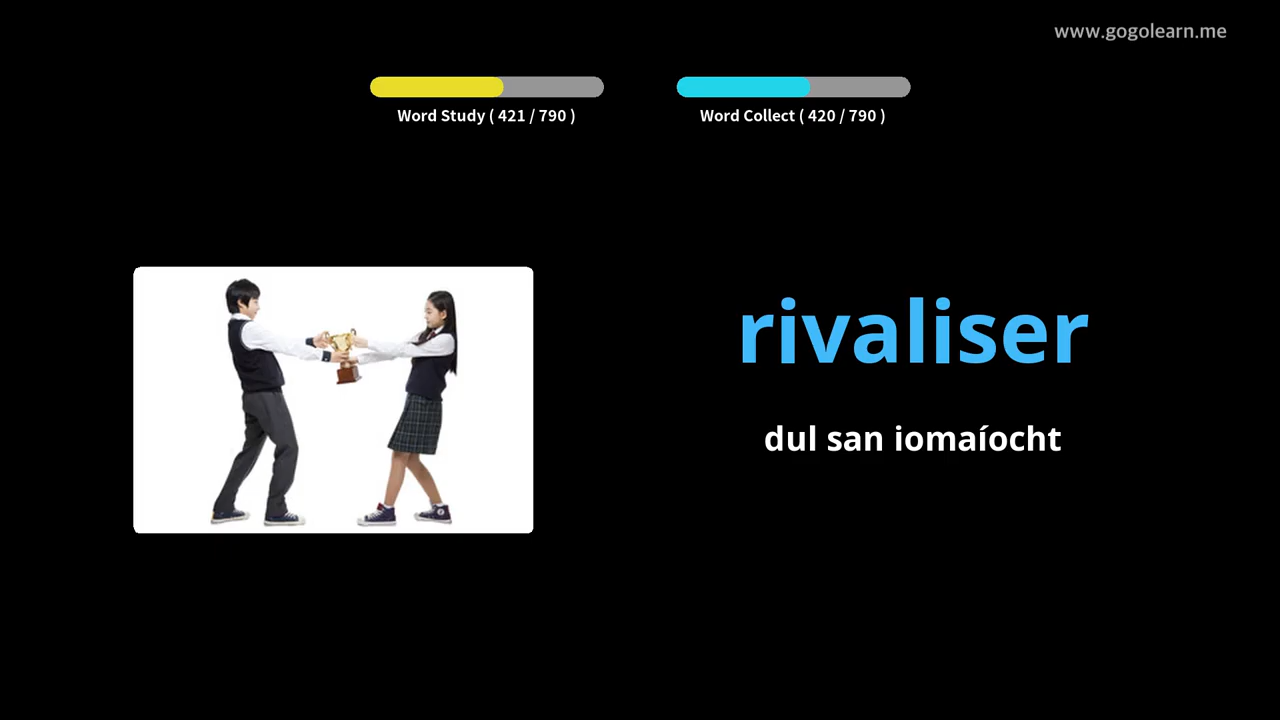 www.gogolearn.me
Word Study ( 421 / 790 )
Word Collect ( 420 / 790 )
rivaliser
dul san iomaíocht